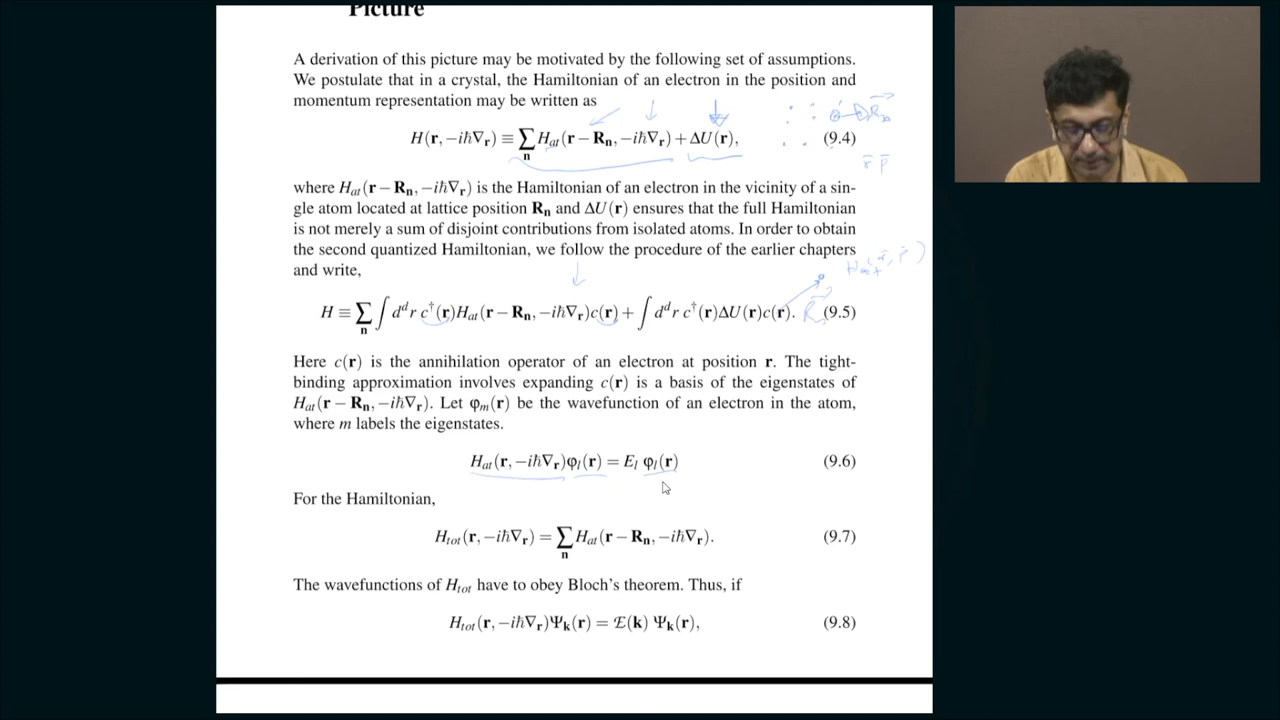 Picture
A derivation of this picture may be motivated by the following set of assumptions.
We postulate that in a crystal, the Hamiltonian of an electron in the position and
momentum representation may be written as
H(r, −iℏ∇r) ≡ ∑n Hat(r − Rn, −iℏ∇r) + ΔU(r), (9.4)
where Hat(r − Rn, −iℏ∇r) is the Hamiltonian of an electron in the vicinity of a sin-
gle atom located at lattice position Rn and ΔU(r) ensures that the full Hamiltonian
is not merely a sum of disjoint contributions from isolated atoms. In order to obtain
the second quantized Hamiltonian, we follow the procedure of the earlier chapters
and write,
H ≡ ∑n ∫ dᵈr c†(r)Hat(r − Rn, −iℏ∇r)c(r) + ∫ dᵈr c†(r)ΔU(r)c(r). (9.5)
Here c(r) is the annihilation operator of an electron at position r. The tight-
binding approximation involves expanding c(r) is a basis of the eigenstates of
Hat(r − Rn, −iℏ∇r). Let φm(r) be the wavefunction of an electron in the atom,
where m labels the eigenstates.
Hat(r, −iℏ∇r)φl(r) = El φl(r) (9.6)
For the Hamiltonian,
Htot(r, −iℏ∇r) = ∑n Hat(r − Rn, −iℏ∇r). (9.7)
The wavefunctions of Htot have to obey Bloch's theorem. Thus, if
Htot(r, −iℏ∇r)Ψk(r) = E(k) Ψk(r), (9.8)